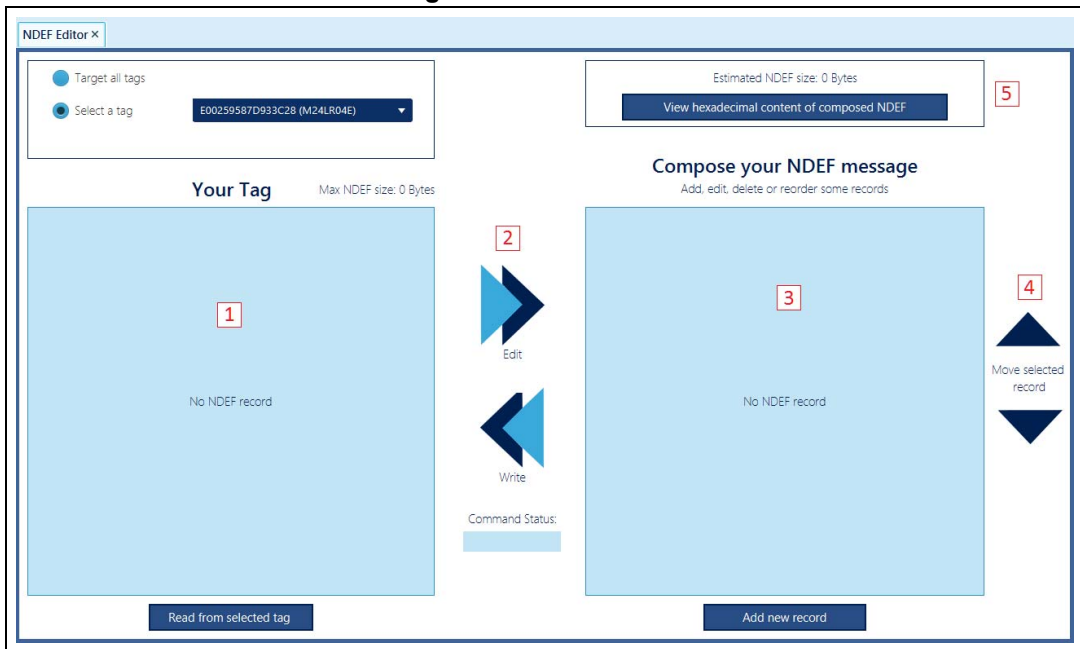 NDEF Editor ×
Target all tags
Select a tag
E00259587D933C28 (M24LR04E)
Estimated NDEF size: 0 Bytes
View hexadecimal content of composed NDEF
5
Your Tag
Max NDEF size: 0 Bytes
Compose your NDEF message
Add, edit, delete or reorder some records
1
No NDEF record
2
Edit
Write
Command Status:
3
No NDEF record
4
Move selected
record
Read from selected tag
Add new record